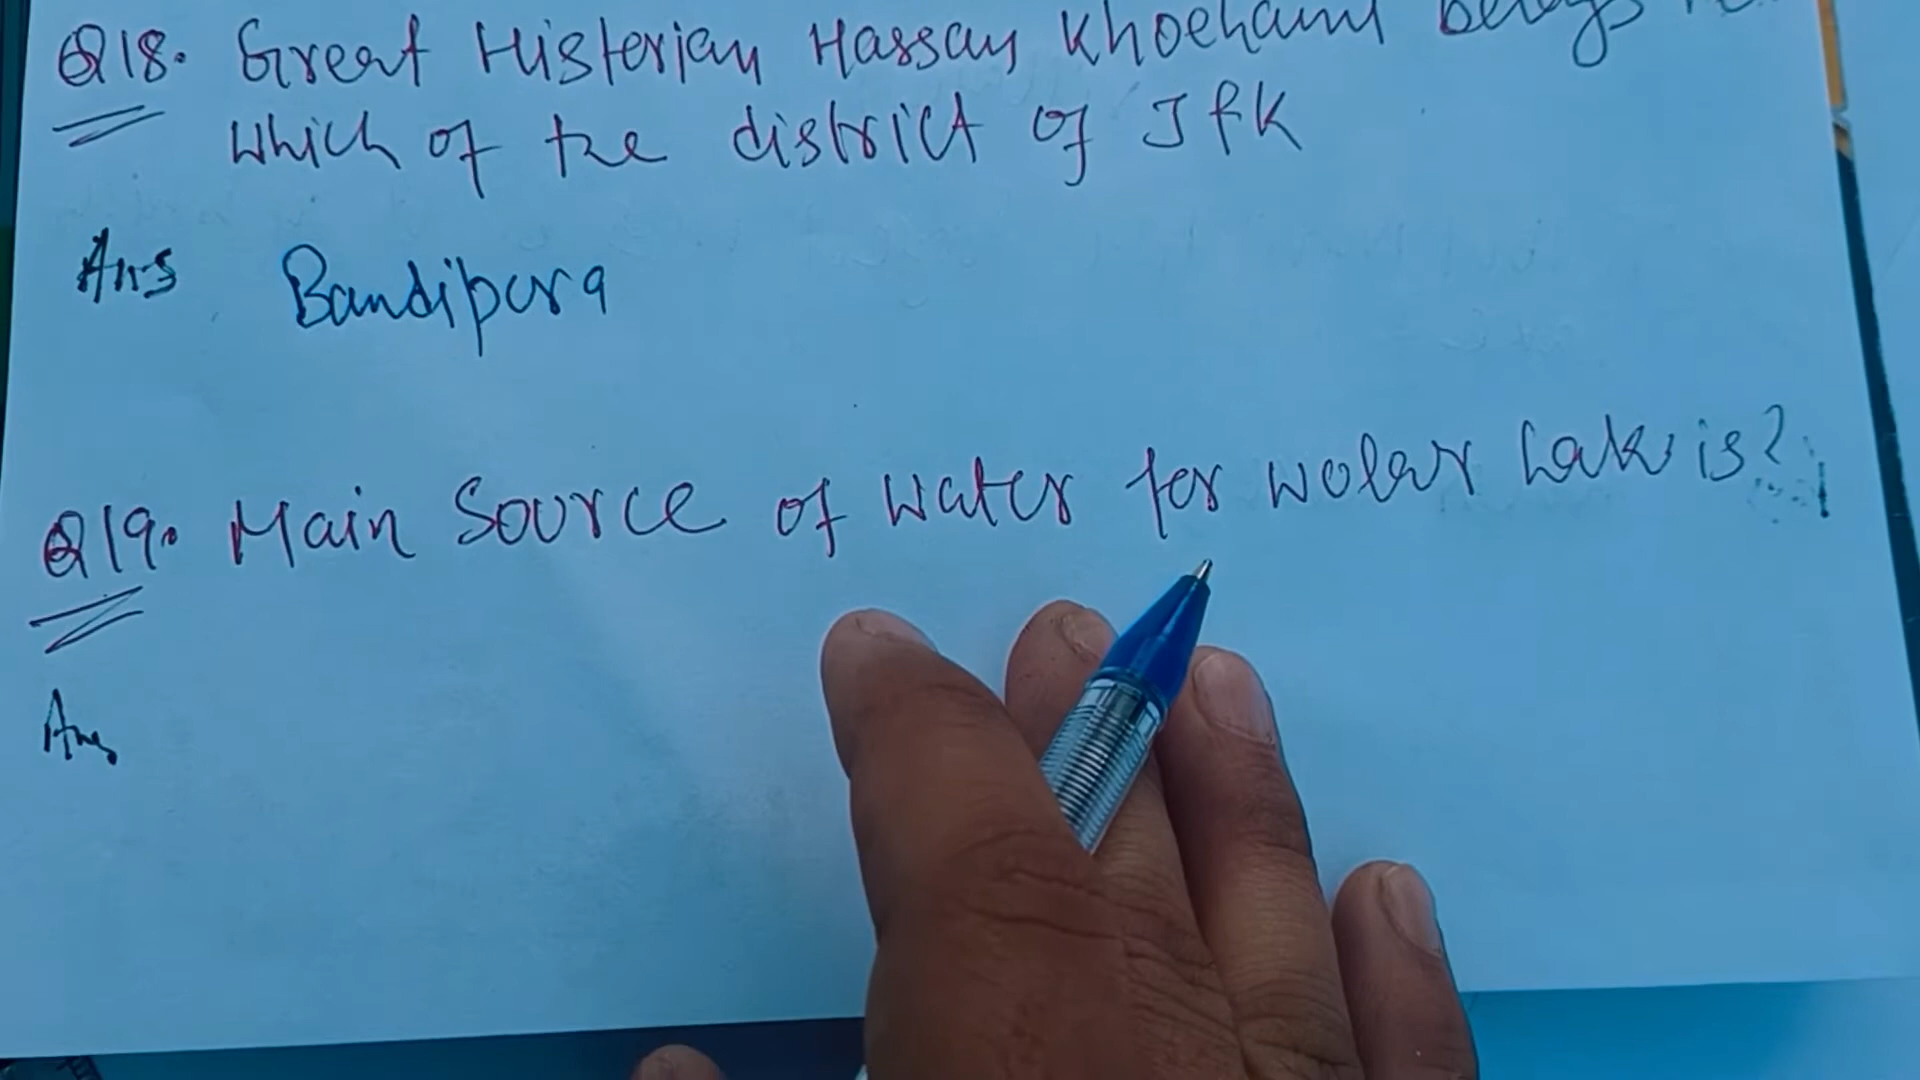 Q18. Great Historian Hassan Khoehami
which of the district of J&K
Ans Bandipora
Q19. Main Source of water for wolar Lake is?
Ans